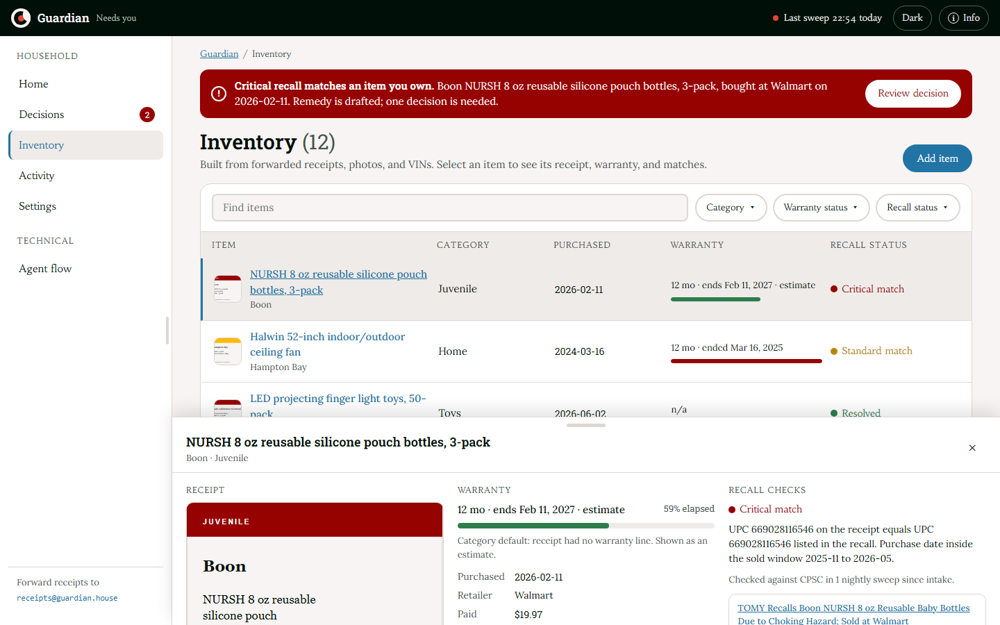 Guardian Needs you
Last sweep 22:54 today
Dark
Info
HOUSEHOLD
Home
Decisions 2
Inventory
Activity
Settings
TECHNICAL
Agent flow
Forward receipts to
receipts@guardian.house
Guardian / Inventory
Critical recall matches an item you own. Boon NURSH 8 oz reusable silicone pouch bottles, 3-pack, bought at Walmart on
2026-02-11. Remedy is drafted; one decision is needed.
Review decision
Inventory (12)
Built from forwarded receipts, photos, and VINs. Select an item to see its receipt, warranty, and matches.
Add item
Find items
Category
Warranty status
Recall status
ITEM CATEGORY PURCHASED WARRANTY RECALL STATUS
NURSH 8 oz reusable silicone pouch
bottles, 3-pack
Boon
Juvenile
2026-02-11
12 mo · ends Feb 11, 2027 · estimate
Critical match
Halwin 52-inch indoor/outdoor
ceiling fan
Hampton Bay
Home
2024-03-16
12 mo · ended Mar 16, 2025
Standard match
LED projecting finger light toys, 50-
pack
Toys
2026-06-02
n/a
Resolved
NURSH 8 oz reusable silicone pouch bottles, 3-pack
Boon · Juvenile
×
RECEIPT
JUVENILE
Boon
NURSH 8 oz reusable
silicone pouch
WARRANTY
12 mo · ends Feb 11, 2027 · estimate
59% elapsed
Category default: receipt had no warranty line. Shown as an
estimate.
Purchased 2026-02-11
Retailer Walmart
Paid $19.97
RECALL CHECKS
Critical match
UPC 669028116546 on the receipt equals UPC
669028116546 listed in the recall. Purchase date inside
the sold window 2025-11 to 2026-05.
Checked against CPSC in 1 nightly sweep since intake.
TOMY Recalls Boon NURSH 8 oz Reusable Baby Bottles
Due to Choking Hazard; Sold at Walmart